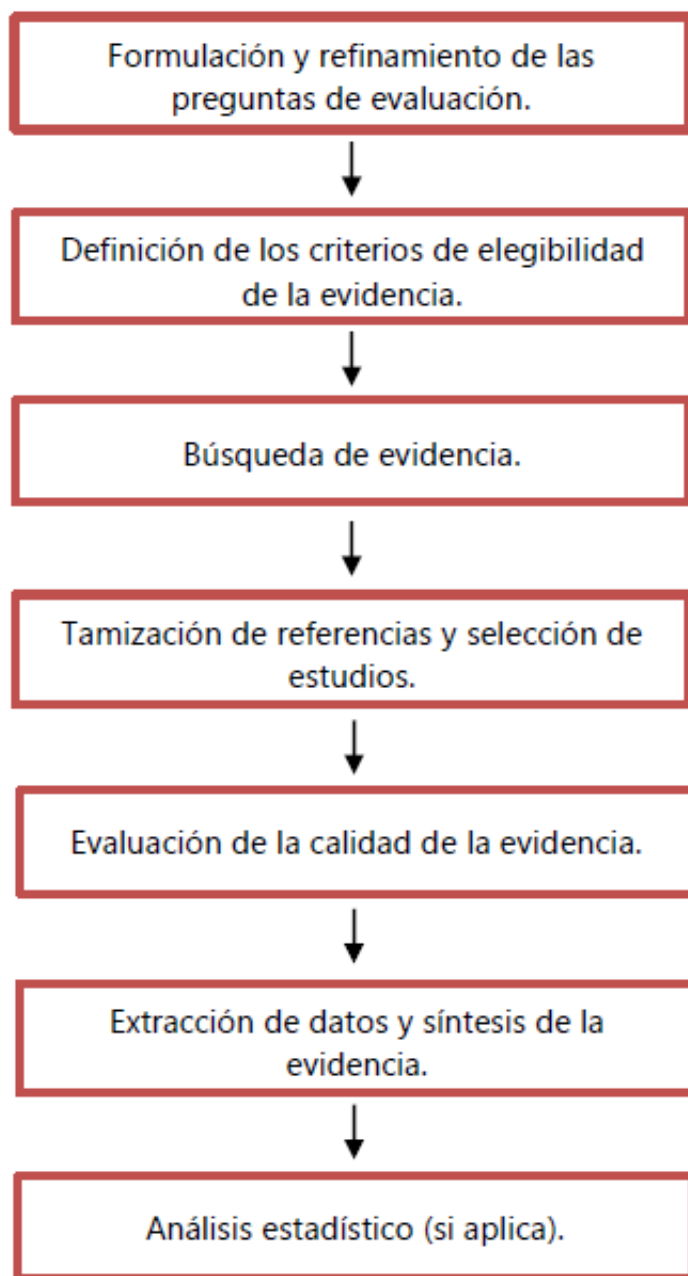 Formulación y refinamiento de las
preguntas de evaluación.
Definición de los criterios de elegibilidad
de la evidencia.
Búsqueda de evidencia.
Tamización de referencias y selección de
estudios.
Evaluación de la calidad de la evidencia.
Extracción de datos y síntesis de la
evidencia.
Análisis estadístico (si aplica).